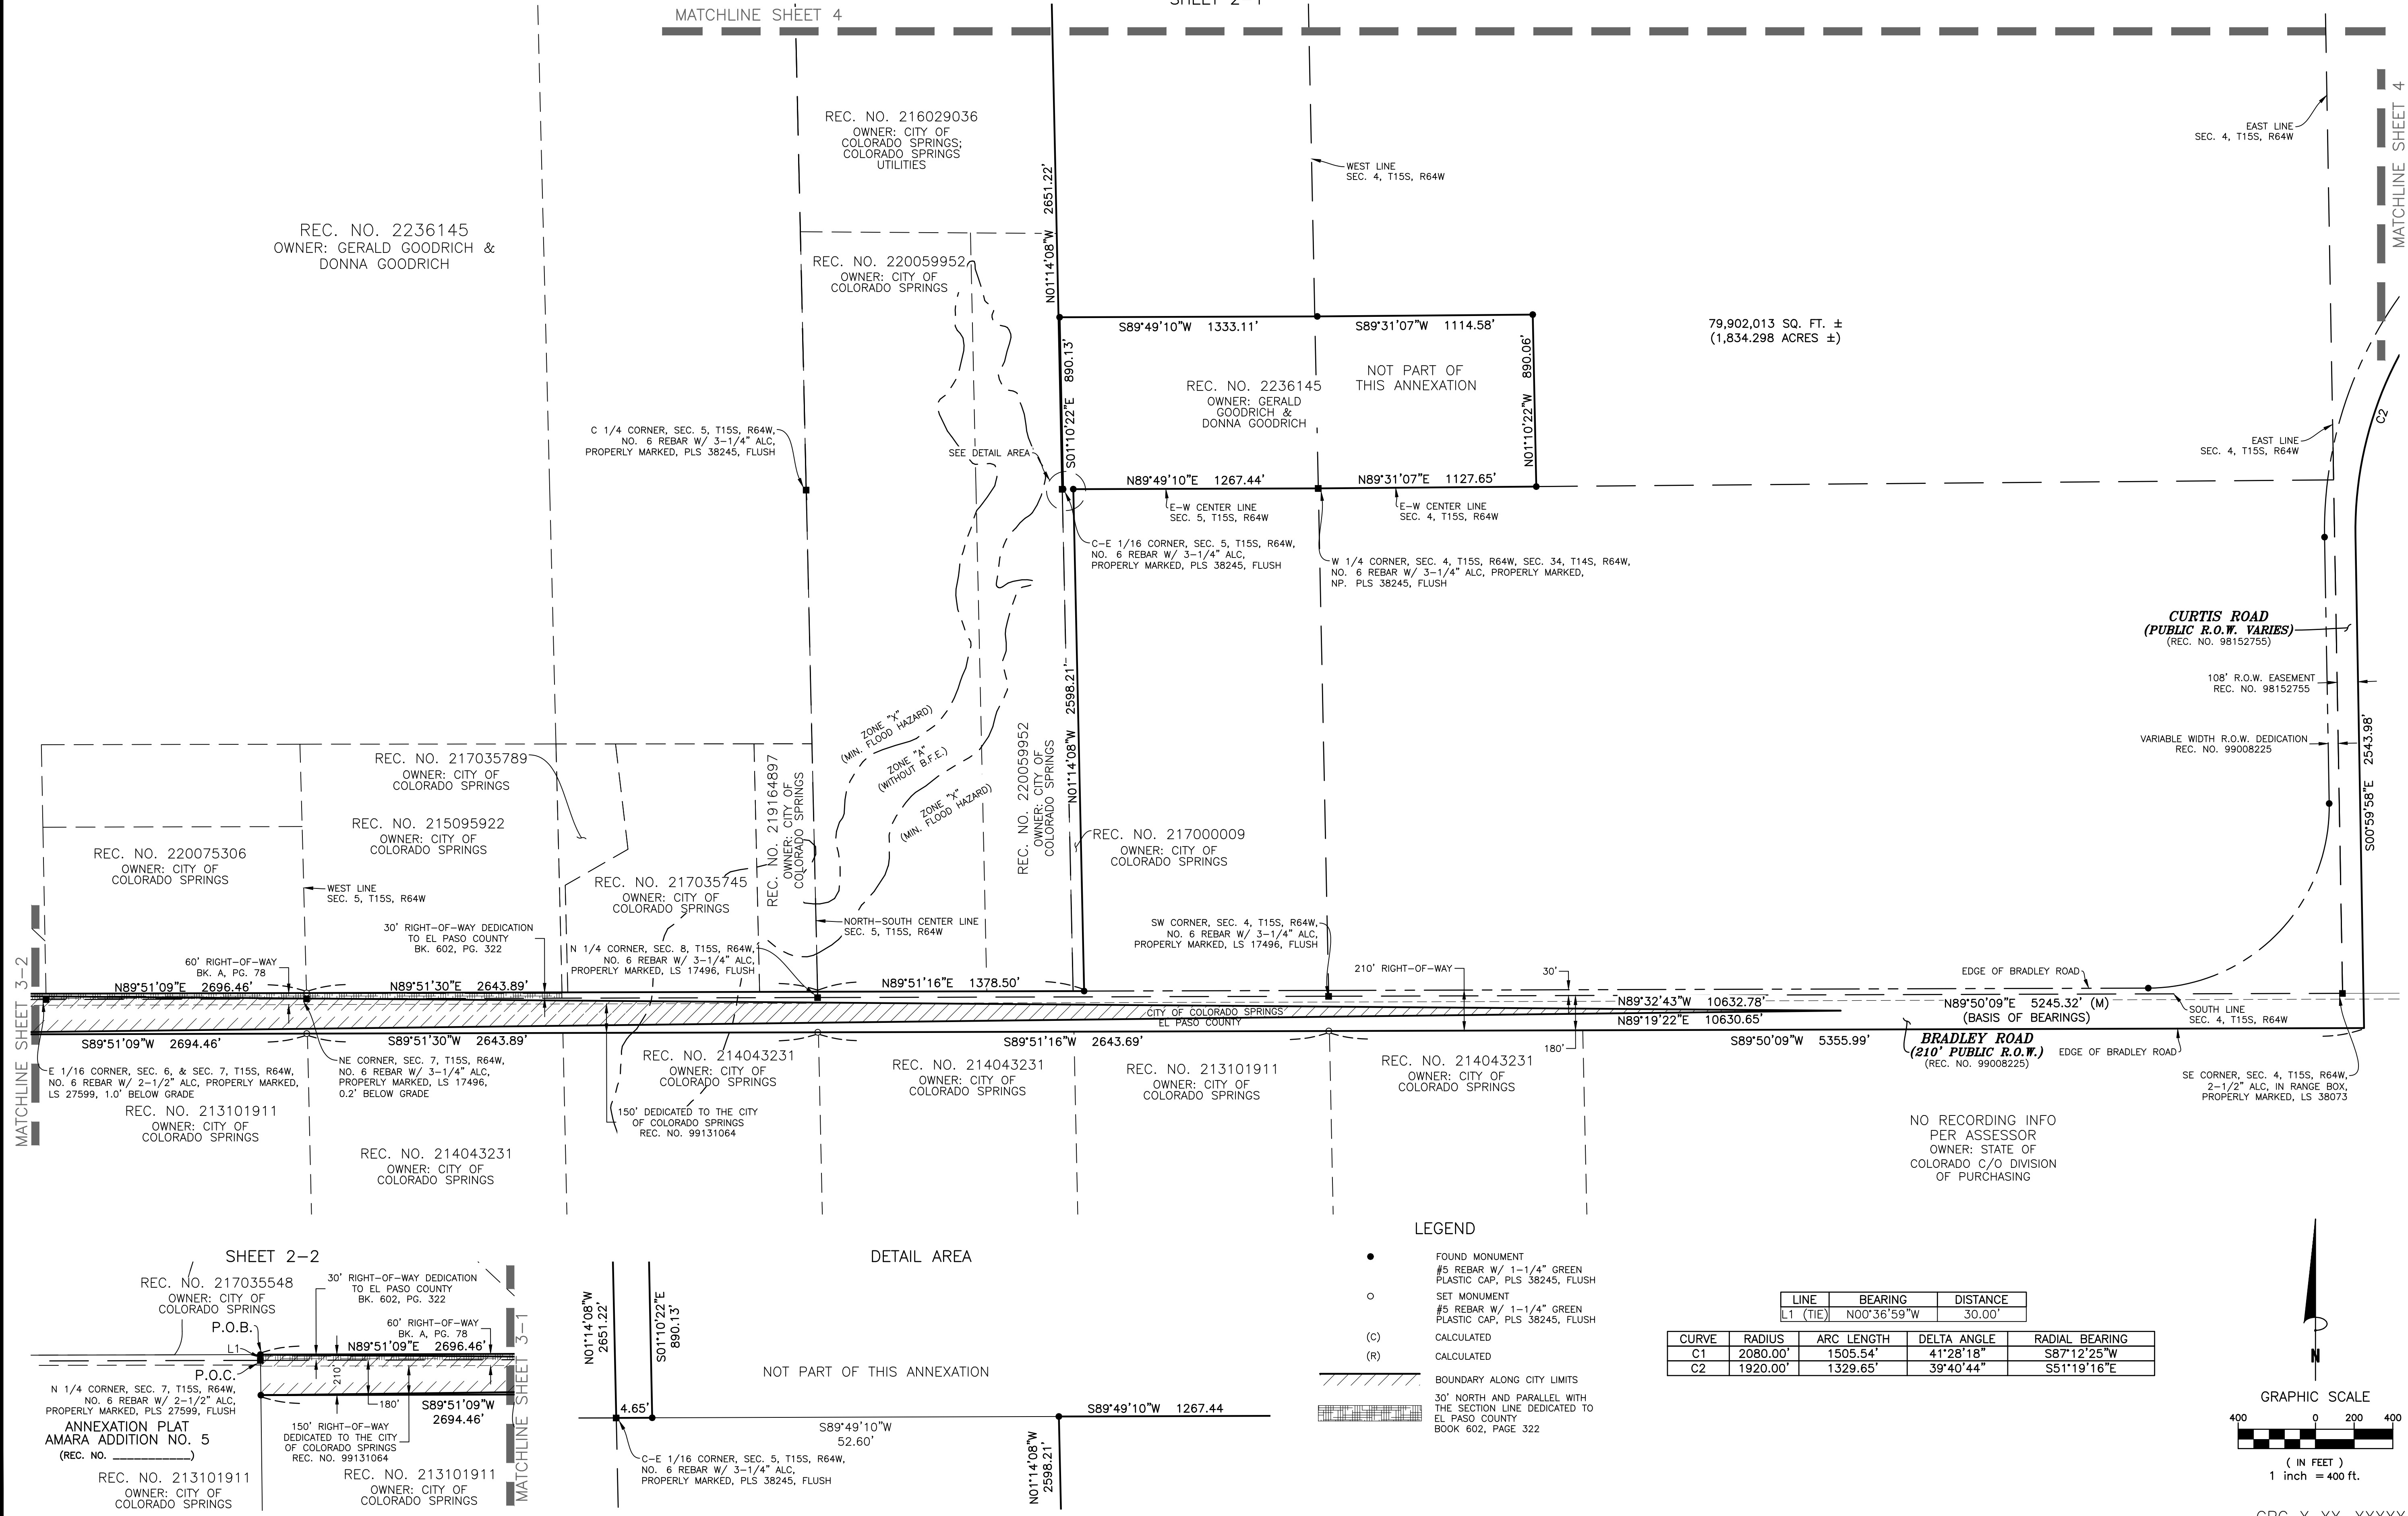 MATCHLINE SHEET 4
MATCHLINE SHEET 4
REC. NO. 216029036
OWNER: CITY OF
COLORADO SPRINGS;
COLORADO SPRINGS
UTILITIES
EAST LINE
SEC. 4, T15S, R64W
WEST LINE
SEC. 4, T15S, R64W
N01°14'08"W 2651.22'
REC. NO. 2236145
OWNER: GERALD GOODRICH &
DONNA GOODRICH
REC. NO. 220059952
OWNER: CITY OF
COLORADO SPRINGS
S89°49'10"W 1333.11'
S89°31'07"W 1114.58'
79,902,013 SQ. FT. ±
(1,834.298 ACRES ±)
S01°10'22"E 890.13'
REC. NO. 2236145
OWNER: GERALD
GOODRICH &
DONNA GOODRICH
NOT PART OF
THIS ANNEXATION
N01°10'22"W 890.06'
C2
C 1/4 CORNER, SEC. 5, T15S, R64W,
NO. 6 REBAR W/ 3-1/4" ALC,
PROPERLY MARKED, PLS 38245, FLUSH
SEE DETAIL AREA
EAST LINE
SEC. 4, T15S, R64W
N89°49'10"E 1267.44'
N89°31'07"E 1127.65'
E-W CENTER LINE
SEC. 5, T15S, R64W
E-W CENTER LINE
SEC. 4, T15S, R64W
C-E 1/16 CORNER, SEC. 5, T15S, R64W,
NO. 6 REBAR W/ 3-1/4" ALC,
PROPERLY MARKED, PLS 38245, FLUSH
W 1/4 CORNER, SEC. 4, T15S, R64W, SEC. 34, T14S, R64W,
NO. 6 REBAR W/ 3-1/4" ALC, PROPERLY MARKED,
NP. PLS 38245, FLUSH
CURTIS ROAD
(PUBLIC R.O.W. VARIES)
(REC. NO. 98152755)
108' R.O.W. EASEMENT
REC. NO. 98152755
VARIABLE WIDTH R.O.W. DEDICATION
REC. NO. 99008225
S00°59'58"E 2543.98'
N01°14'08"W 2598.21'
ZONE "X"
(MIN. FLOOD HAZARD)
ZONE "A"
(WITHOUT B.F.E.)
ZONE "X"
(MIN. FLOOD HAZARD)
REC. NO. 220059952
OWNER: CITY OF
COLORADO SPRINGS
REC. NO. 217000009
OWNER: CITY OF
COLORADO SPRINGS
REC. NO. 217035789
OWNER: CITY OF
COLORADO SPRINGS
REC. NO. 215095922
OWNER: CITY OF
COLORADO SPRINGS
REC. NO. 220075306
OWNER: CITY OF
COLORADO SPRINGS
REC. NO. 219164897
OWNER: CITY OF
COLORADO SPRINGS
REC. NO. 217035745
OWNER: CITY OF
COLORADO SPRINGS
WEST LINE
SEC. 5, T15S, R64W
30' RIGHT-OF-WAY DEDICATION
TO EL PASO COUNTY
BK. 602, PG. 322
NORTH-SOUTH CENTER LINE
SEC. 5, T15S, R64W
N 1/4 CORNER, SEC. 8, T15S, R64W,
NO. 6 REBAR W/ 3-1/4" ALC,
PROPERLY MARKED, LS 17496, FLUSH
SW CORNER, SEC. 4, T15S, R64W,
NO. 6 REBAR W/ 3-1/4" ALC,
PROPERLY MARKED, LS 17496, FLUSH
MATCHLINE SHEET 3-2
60' RIGHT-OF-WAY
BK. A, PG. 78
210' RIGHT-OF-WAY
30'
EDGE OF BRADLEY ROAD
N89°51'09"E 2696.46'
N89°51'30"E 2643.89'
N89°51'16"E 1378.50'
N89°32'43"W 10632.78'
N89°50'09"E 5245.32' (M)
(BASIS OF BEARINGS)
SOUTH LINE
SEC. 4, T15S, R64W
CITY OF COLORADO SPRINGS
EL PASO COUNTY
N89°19'22"E 10630.65'
S89°51'09"W 2694.46'
S89°51'30"W 2643.89'
S89°51'16"W 2643.69'
180'
S89°50'09"W 5355.99'
BRADLEY ROAD
(210' PUBLIC R.O.W.)
(REC. NO. 99008225)
EDGE OF BRADLEY ROAD
E 1/16 CORNER, SEC. 6, & SEC. 7, T15S, R64W,
NO. 6 REBAR W/ 2-1/2" ALC, PROPERLY MARKED,
LS 27599, 1.0' BELOW GRADE
NE CORNER, SEC. 7, T15S, R64W,
NO. 6 REBAR W/ 3-1/4" ALC,
PROPERLY MARKED, LS 17496,
0.2' BELOW GRADE
REC. NO. 214043231
OWNER: CITY OF
COLORADO SPRINGS
REC. NO. 214043231
OWNER: CITY OF
COLORADO SPRINGS
REC. NO. 213101911
OWNER: CITY OF
COLORADO SPRINGS
REC. NO. 214043231
OWNER: CITY OF
COLORADO SPRINGS
SE CORNER, SEC. 4, T15S, R64W,
2-1/2" ALC, IN RANGE BOX,
PROPERLY MARKED, LS 38073
REC. NO. 213101911
OWNER: CITY OF
COLORADO SPRINGS
150' DEDICATED TO THE CITY
OF COLORADO SPRINGS
REC. NO. 99131064
REC. NO. 214043231
OWNER: CITY OF
COLORADO SPRINGS
NO RECORDING INFO
PER ASSESSOR
OWNER: STATE OF
COLORADO C/O DIVISION
OF PURCHASING
SHEET 2-2
REC. NO. 217035548
OWNER: CITY OF
COLORADO SPRINGS
30' RIGHT-OF-WAY DEDICATION
TO EL PASO COUNTY
BK. 602, PG. 322
P.O.B.
L1
60' RIGHT-OF-WAY
BK. A, PG. 78
N89°51'09"E 2696.46'
P.O.C.
210'
180'
N 1/4 CORNER, SEC. 7, T15S, R64W,
NO. 6 REBAR W/ 2-1/2" ALC,
PROPERLY MARKED, PLS 27599, FLUSH
S89°51'09"W
2694.46'
ANNEXATION PLAT
AMARA ADDITION NO. 5
(REC. NO. ____________)
150' RIGHT-OF-WAY
DEDICATED TO THE CITY
OF COLORADO SPRINGS
REC. NO. 99131064
REC. NO. 213101911
OWNER: CITY OF
COLORADO SPRINGS
REC. NO. 213101911
OWNER: CITY OF
COLORADO SPRINGS
MATCHLINE SHEET 3-1
DETAIL AREA
N01°14'08"W
2651.22'
S01°10'22"E
890.13'
NOT PART OF THIS ANNEXATION
4.65'
S89°49'10"W
52.60'
S89°49'10"W 1267.44
C-E 1/16 CORNER, SEC. 5, T15S, R64W,
NO. 6 REBAR W/ 3-1/4" ALC,
PROPERLY MARKED, PLS 38245, FLUSH
N01°14'08"W
2598.21'
LEGEND
FOUND MONUMENT
#5 REBAR W/ 1-1/4" GREEN
PLASTIC CAP, PLS 38245, FLUSH
SET MONUMENT
#5 REBAR W/ 1-1/4" GREEN
PLASTIC CAP, PLS 38245, FLUSH
(C) CALCULATED
(R) CALCULATED
BOUNDARY ALONG CITY LIMITS
30' NORTH AND PARALLEL WITH
THE SECTION LINE DEDICATED TO
EL PASO COUNTY
BOOK 602, PAGE 322
LINE BEARING DISTANCE
L1 (TIE) N00°36'59"W 30.00'
CURVE RADIUS ARC LENGTH DELTA ANGLE RADIAL BEARING
C1 2080.00' 1505.54' 41°28'18" S87°12'25"W
C2 1920.00' 1329.65' 39°40'44" S51°19'16"E
N
GRAPHIC SCALE
400 0 200 400
( IN FEET )
1 inch = 400 ft.